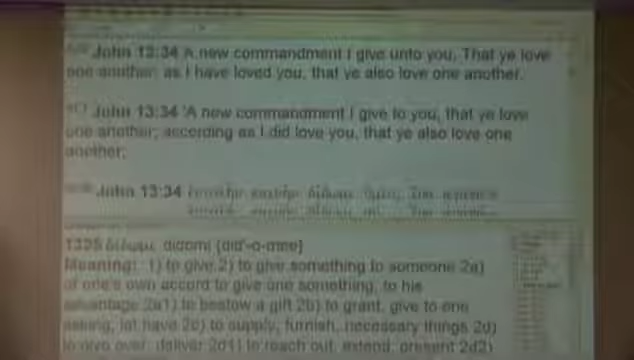 John 13:34 A new commandment I give unto you, That ye love
one another; as I have loved you, that ye also love one another.
John 13:34 'A new commandment I give to you, that ye love
one another; according as I did love you, that ye also love one
another;
John 13:34
1325 δίδωμι didomi {did'-o-mee}
Meaning: 1) to give 2) to give something to someone 2a)
of one's own accord to give one something, to his
advantage 2a1) to bestow a gift 2b) to grant, give to one
asking, let have 2c) to supply, furnish, necessary things 2d)
to give over, deliver 2d1) to reach out, extend, present 2d2)